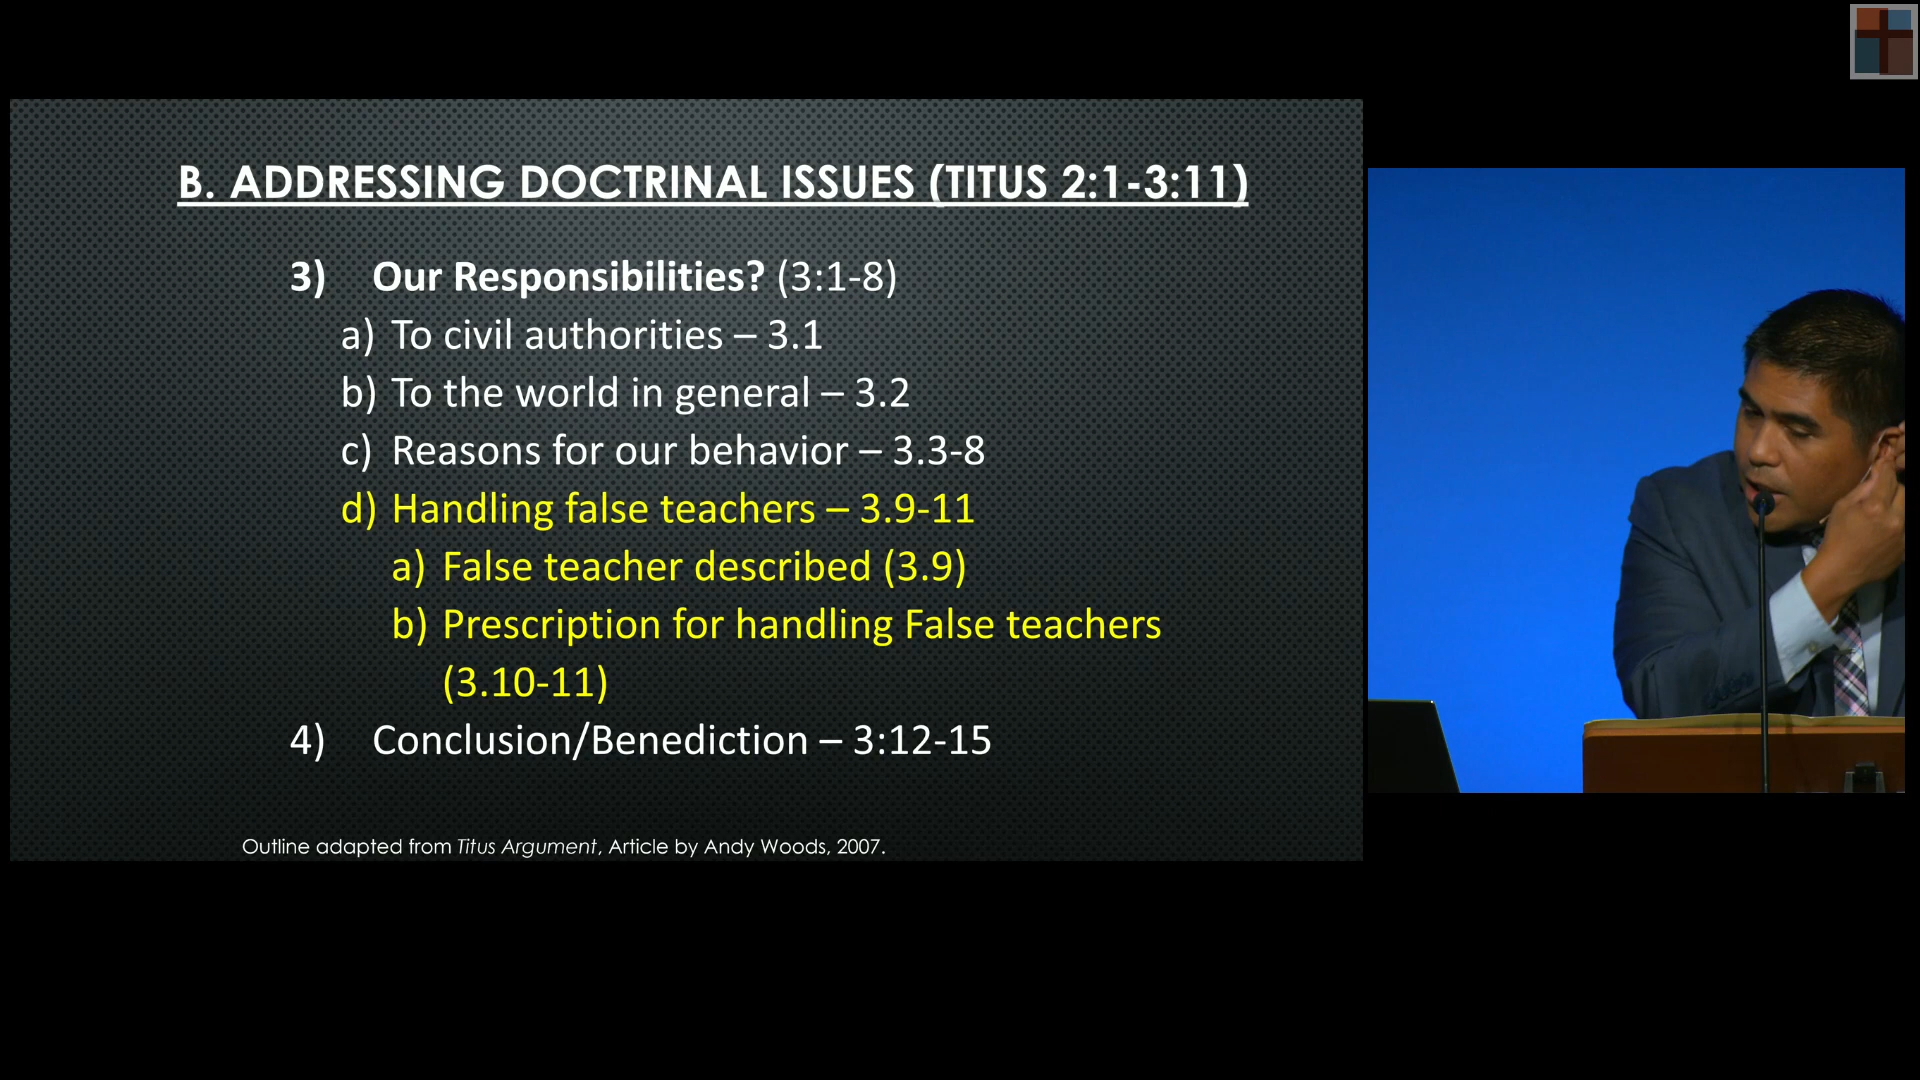 B. ADDRESSING DOCTRINAL ISSUES (TITUS 2:1-3:11)
3) Our Responsibilities? (3:1-8)
a) To civil authorities – 3.1
b) To the world in general – 3.2
c) Reasons for our behavior – 3.3-8
d) Handling false teachers – 3.9-11
a) False teacher described (3.9)
b) Prescription for handling False teachers
(3.10-11)
4) Conclusion/Benediction – 3:12-15
Outline adapted from Titus Argument, Article by Andy Woods, 2007.